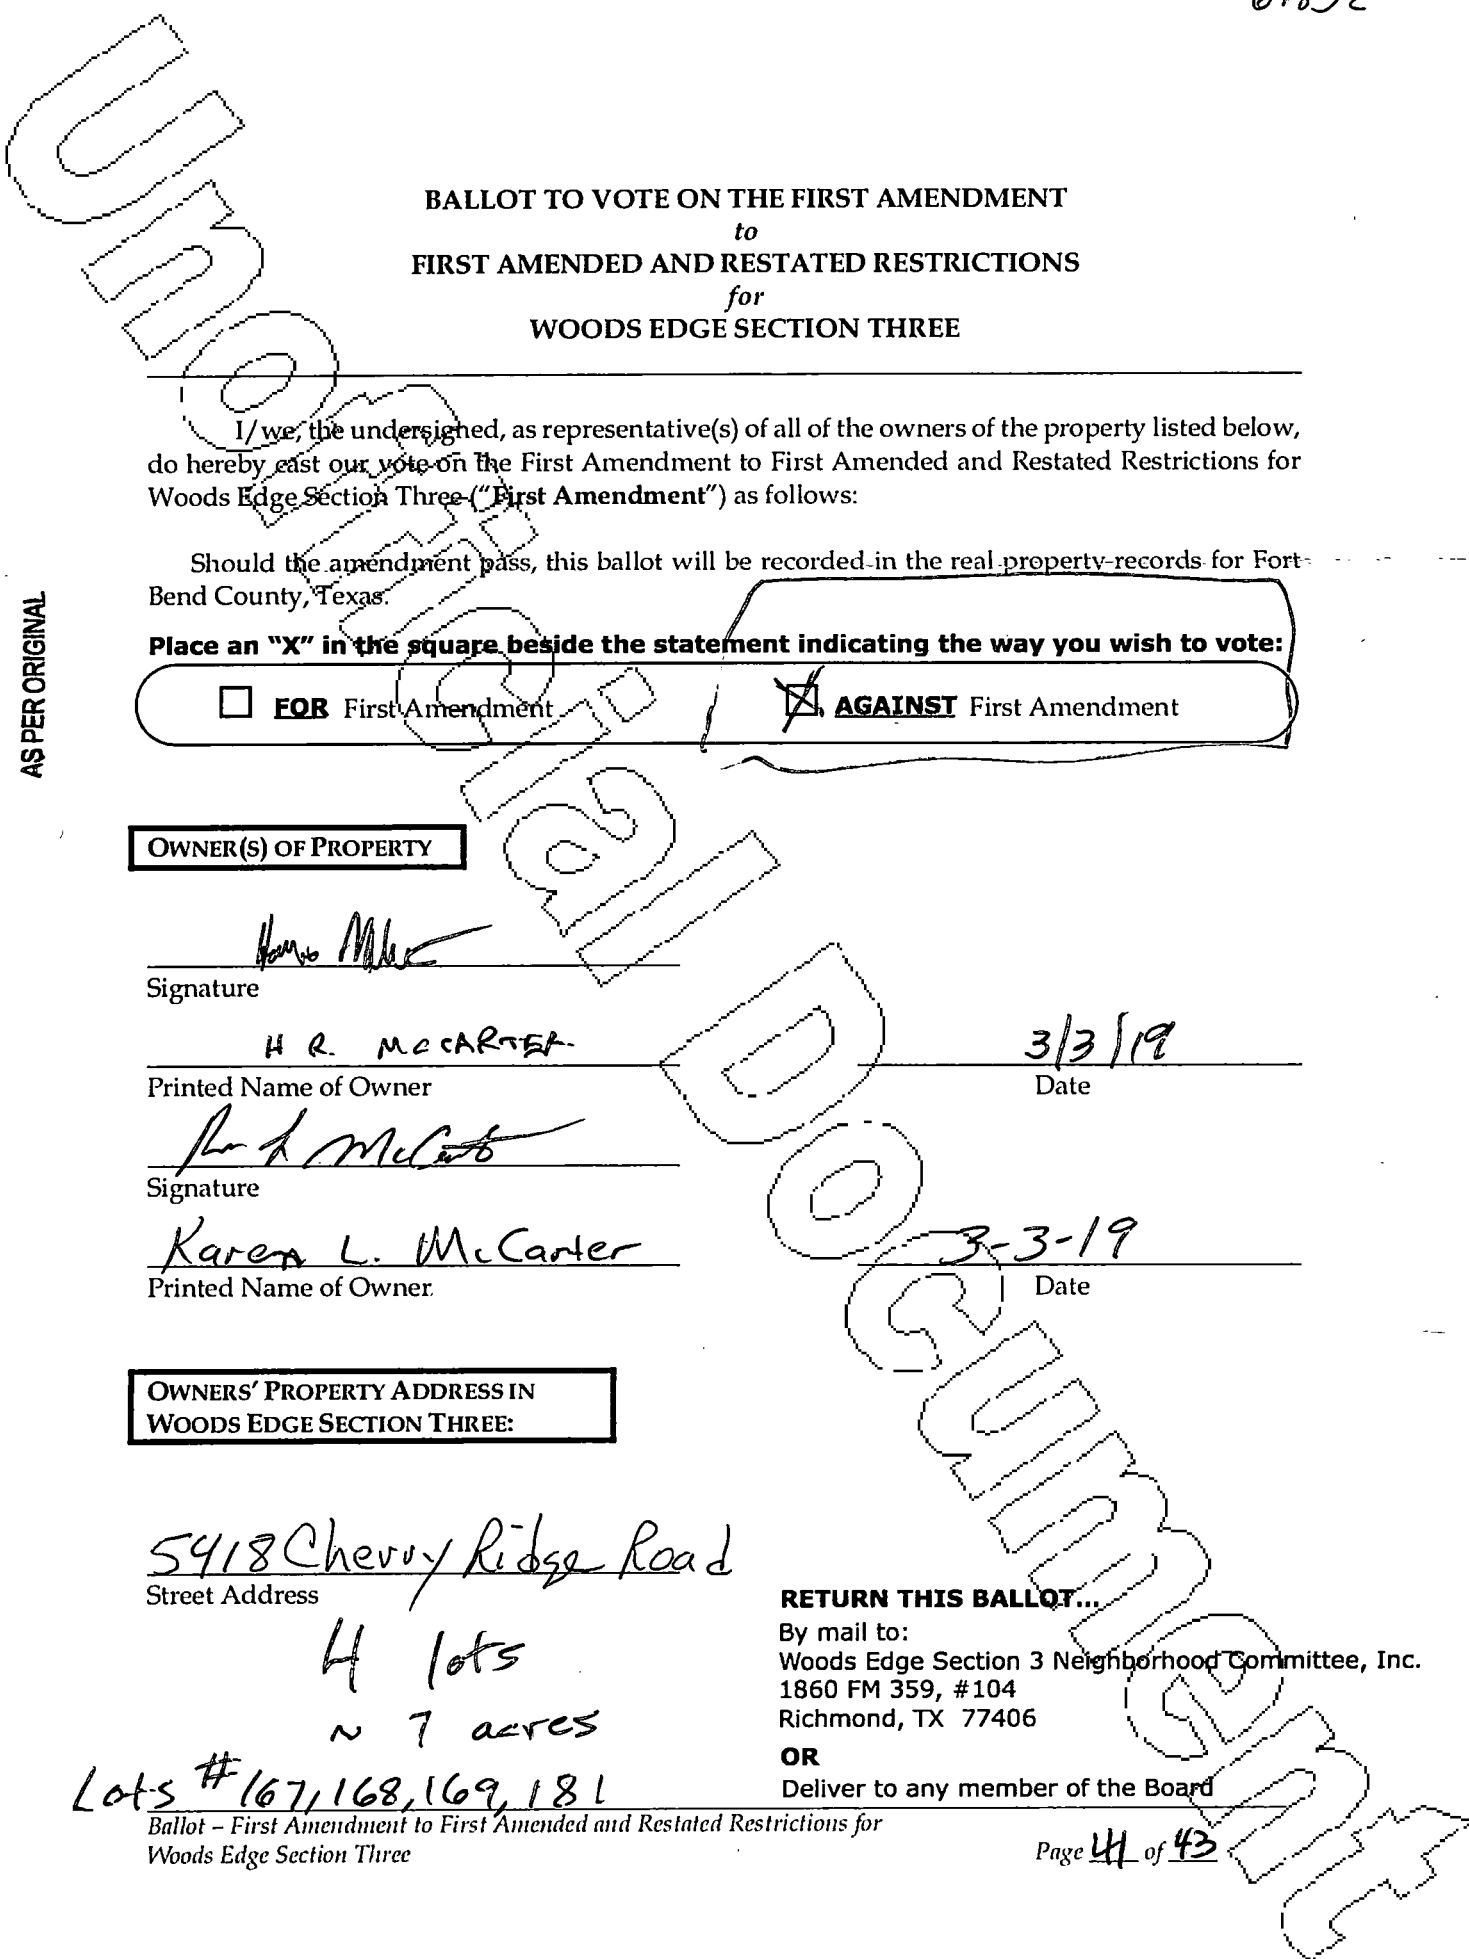 BALLOT TO VOTE ON THE FIRST AMENDMENT
to
FIRST AMENDED AND RESTATED RESTRICTIONS
for
WOODS EDGE SECTION THREE
I/we, the undersigned, as representative(s) of all of the owners of the property listed below,
do hereby cast our vote on the First Amendment to First Amended and Restated Restrictions for
Woods Edge Section Three ("First Amendment") as follows:
Should the amendment pass, this ballot will be recorded in the real property records for Fort
Bend County, Texas.
AS PER ORIGINAL
Place an "X" in the square beside the statement indicating the way you wish to vote:
FOR First Amendment
X AGAINST First Amendment
OWNER(S) OF PROPERTY
Signature
H R. McCARTER
3/3/19
Printed Name of Owner
Date
McCarter
Signature
Karen L. McCarter
3-3-19
Printed Name of Owner
Date
OWNERS' PROPERTY ADDRESS IN
WOODS EDGE SECTION THREE:
5418 Cherry Ridge Road
Street Address
4 lots
~ 7 acres
Lots # 167, 168, 169, 181
RETURN THIS BALLOT...
By mail to:
Woods Edge Section 3 Neighborhood Committee, Inc.
1860 FM 359, #104
Richmond, TX 77406
OR
Deliver to any member of the Board
Ballot – First Amendment to First Amended and Restated Restrictions for
Woods Edge Section Three
Page 41 of 43
Unofficial Document